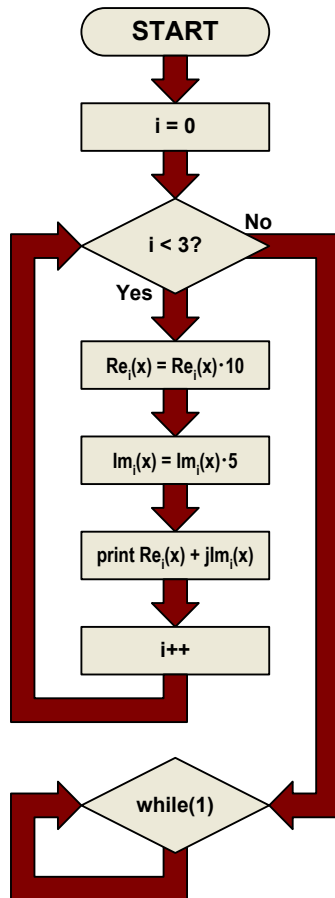 START
i = 0
i < 3?
No
Yes
Reᵢ(x) = Reᵢ(x)·10
Imᵢ(x) = Imᵢ(x)·5
print Reᵢ(x) + jImᵢ(x)
i++
while(1)